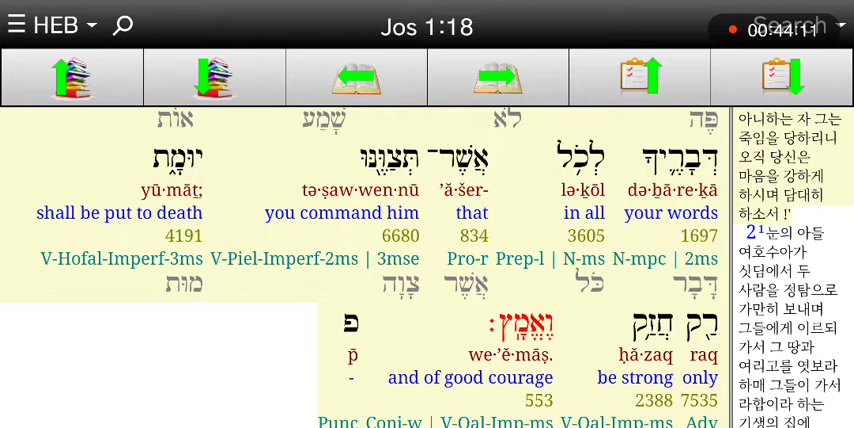 ☰ HEB Jos 1:18 Search 00:44:11
פֶּה לֹא שָׁמַע אוֹת
דְּבָרֶ֛יךָ לְכֹ֥ל אֲשֶׁר־ תְּצַוֶּ֖נּוּ יוּמָ֑ת
də·ḇā·re·ḵā lə·ḵōl ’ă·šer- tə·ṣaw·wen·nū yū·māṯ;
your words in all that you command him shall be put to death
1697 3605 834 6680 4191
N-mpc | 2ms Prep-l | N-ms Pro-r V-Piel-Imperf-2ms | 3mse V-Hofal-Imperf-3ms
דָּבָר כֹּל אֲשֶׁר צָוָה מוּת
רַ֖ק חֲזַ֥ק וֶאֱמָֽץ׃ פ
raq ḥă·zaq we·’ĕ·māṣ. p̄
only be strong and of good courage -
7535 2388 553
Adv V-Qal-Imp-ms Conj-w | V-Qal-Imp-ms Punc
아니하는 자 그는
죽임을 당하리니
오직 당신은
마음을 강하게
하시며 담대히
하소서 !'
2¹눈의 아들
여호수아가
싯딤에서 두
사람을 정탐으로
가만히 보내며
그들에게 이르되
가서 그 땅과
여리고를 엿보라
하매 그들이 가서
라합이라 하는
기생의 집에